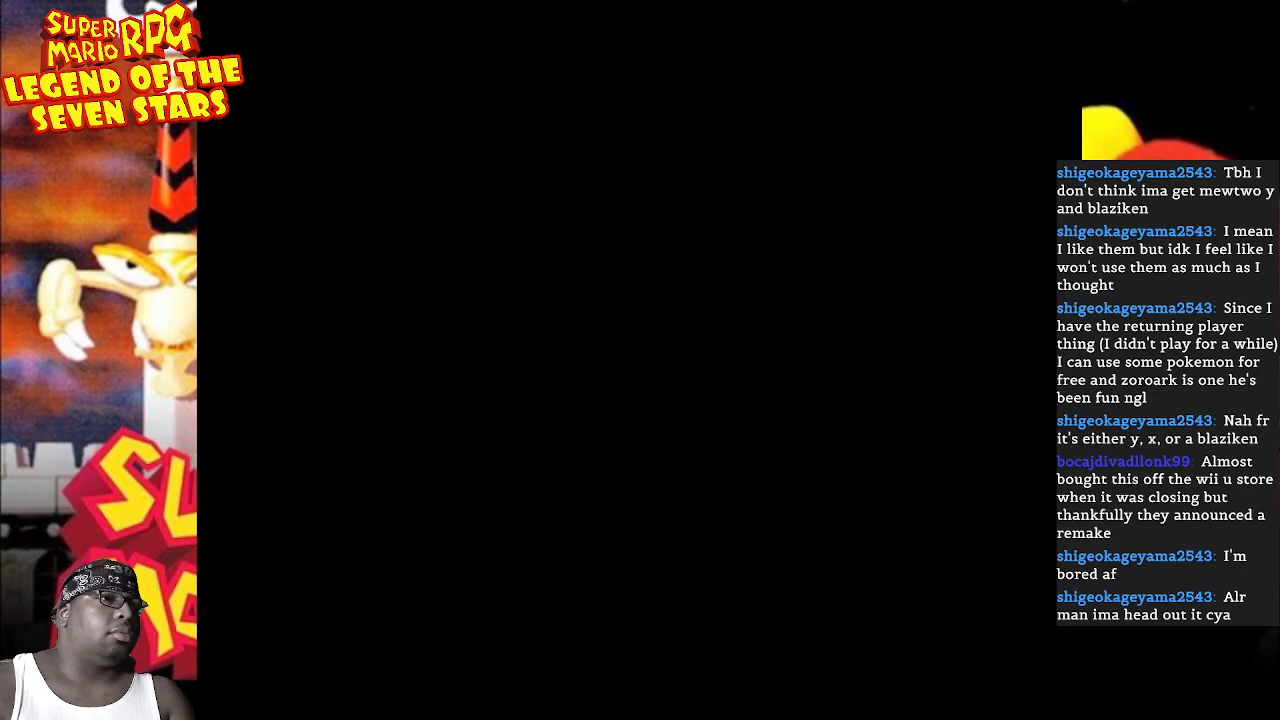 SUPER
MARIO RPG
LEGEND OF THE
SEVEN STARS
SU
shigeokageyama2543: Tbh I
don't think ima get mewtwo y
and blaziken
shigeokageyama2543: I mean
I like them but idk I feel like I
won't use them as much as I
thought
shigeokageyama2543: Since I
have the returning player
thing (I didn't play for a while)
I can use some pokemon for
free and zoroark is one he's
been fun ngl
shigeokageyama2543: Nah fr
it's either y, x, or a blaziken
bocajdivadllonk99: Almost
bought this off the wii u store
when it was closing but
thankfully they announced a
remake
shigeokageyama2543: I'm
bored af
shigeokageyama2543: Alr
man ima head out it cya